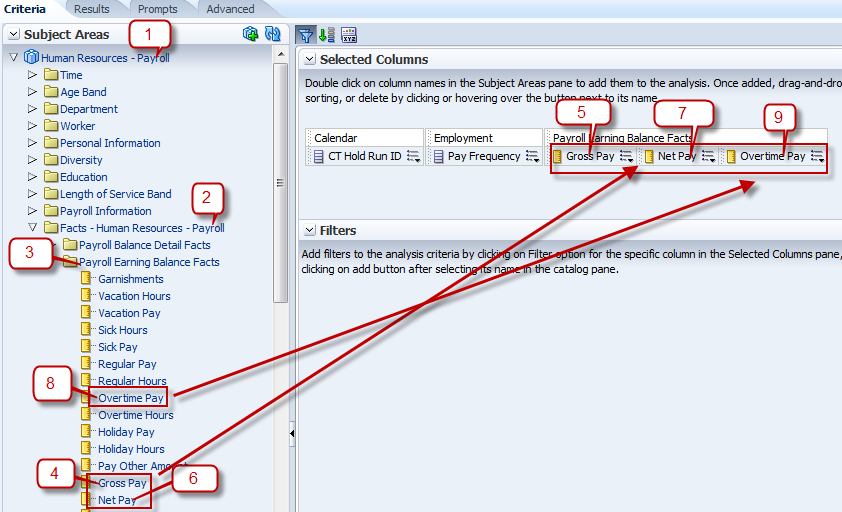 Criteria Results Prompts Advanced
Subject Areas
1
Human Resources - Payroll
Time
Age Band
Department
Worker
Personal Information
Diversity
Education
Length of Service Band
Payroll Information
2
Facts - Human Resources - Payroll
Payroll Balance Detail Facts
3
Payroll Earning Balance Facts
Garnishments
Vacation Hours
Vacation Pay
Sick Hours
Sick Pay
Regular Pay
Regular Hours
8
Overtime Pay
Overtime Hours
Holiday Pay
Holiday Hours
Pay Other Amount
4
Gross Pay
6
Net Pay
XYZ
Selected Columns
Double click on column names in the Subject Areas pane to add them to the analysis. Once added, drag-and-dro
sorting, or delete by clicking or hovering over the button next to its name.
5 7 9
Calendar Employment Payroll Earning Balance Facts
CT Hold Run ID Pay Frequency Gross Pay Net Pay Overtime Pay
Filters
Add filters to the analysis criteria by clicking on Filter option for the specific column in the Selected Columns pane,
clicking on add button after selecting its name in the catalog pane.